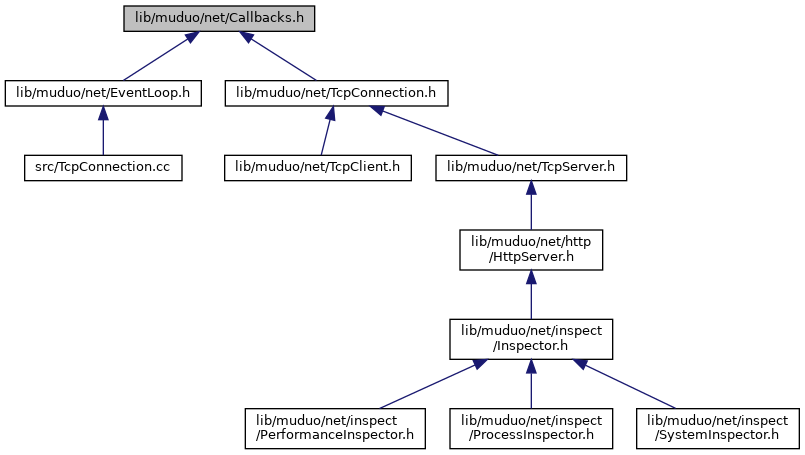 lib/muduo/net/Callbacks.h
lib/muduo/net/EventLoop.h
lib/muduo/net/TcpConnection.h
src/TcpConnection.cc
lib/muduo/net/TcpClient.h
lib/muduo/net/TcpServer.h
lib/muduo/net/http
/HttpServer.h
lib/muduo/net/inspect
/Inspector.h
lib/muduo/net/inspect
/PerformanceInspector.h
lib/muduo/net/inspect
/ProcessInspector.h
lib/muduo/net/inspect
/SystemInspector.h